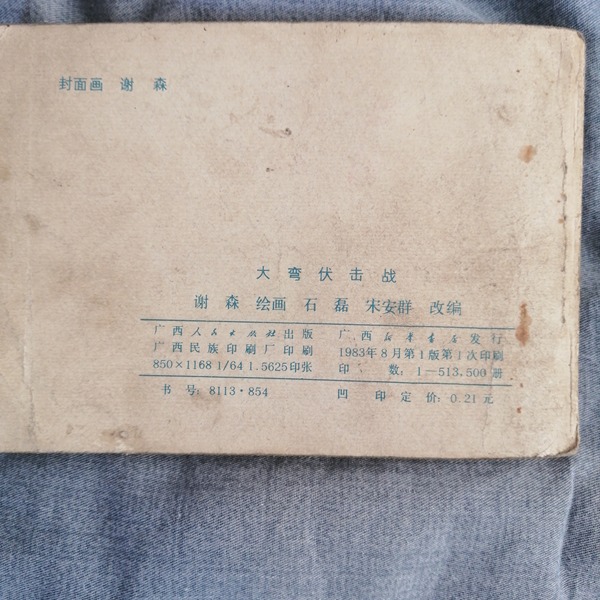 封面画 谢 森
大弯伏击战
谢 森 绘画 石 磊 宋安群 改编
广西人民出版社出版 广西新华书店发行
广西民族印刷厂印刷 1983年8月第1版第1次印刷
850×1168 1/64 1.5625印张 印 数: 1—513,500 册
书 号: 8113·854 凹 印 定 价: 0.21 元